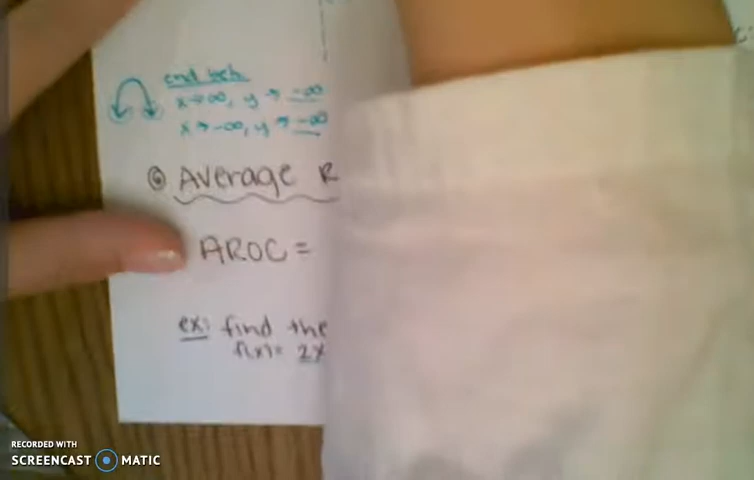 end beh.
x→∞, y→ -∞
x→ -∞, y→ -∞
⑥ Average R
AROC =
ex: find the
f(x)= 2x
RECORDED WITH
SCREENCAST MATIC